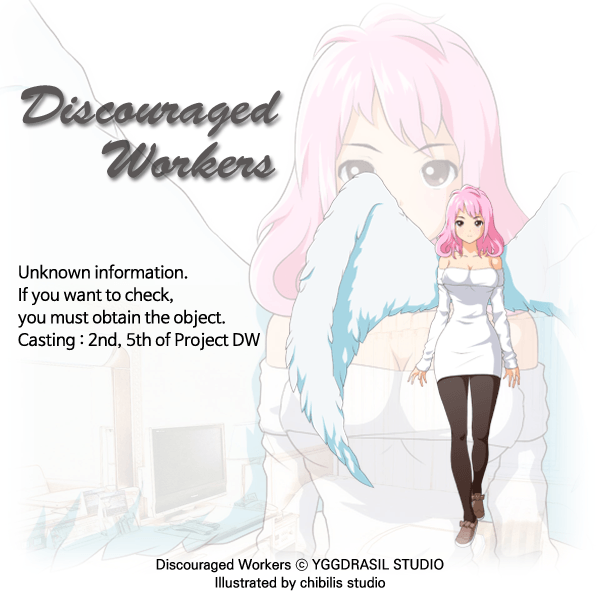 Discouraged
Workers
Unknown information.
If you want to check,
you must obtain the object.
Casting : 2nd, 5th of Project DW
Discouraged Workers ⓒ YGGDRASIL STUDIO
Illustrated by chibilis studio